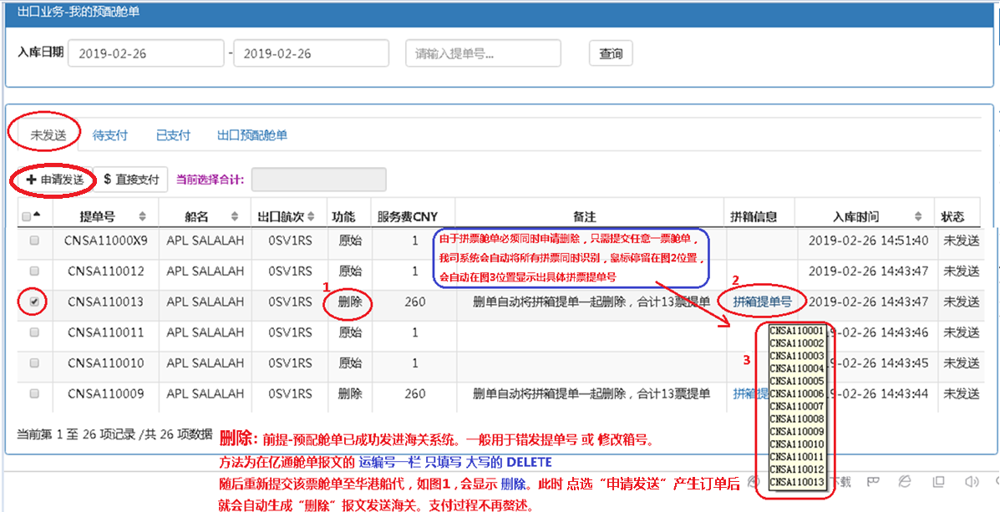 出口业务-我的预配舱单
入库日期 2019-02-26 - 2019-02-26 请输入提单号... 查询
未发送 待支付 已支付 出口预配舱单
申请发送 $ 直接支付 当前选择合计:
提单号 船名 出口航次 功能 服务费CNY 备注 拼箱信息 入库时间 状态
CNSA11000X9 APL SALALAH 0SV1RS 原始 1 2019-02-26 14:51:40 未发送
CNSA110012 APL SALALAH 0SV1RS 原始 1 2019-02-26 14:43:47 未发送
由于拼票舱单必须同时申请删除，只需提交任意一票舱单，
我司系统会自动将所有拼票同时识别，鼠标停留在图2位置，
会自动在图3位置显示出具体拼票提单号
1
2
CNSA110013 APL SALALAH 0SV1RS 删除 260 删单自动将拼箱提单一起删除，合计13票提单 拼箱提单号 2019-02-26 14:43:47 未发送
CNSA110011 APL SALALAH 0SV1RS 原始 1 9-02-26 14:43:46 未发送
CNSA110010 APL SALALAH 0SV1RS 原始 1 -02-26 14:43:45 未发送
CNSA110009 APL SALALAH 0SV1RS 删除 260 删单自动将拼箱提单一起删除，合计13票提单 拼箱提 9-02-26 14:43:44 未发送
3
CNSA110001
CNSA110002
CNSA110003
CNSA110004
CNSA110005
CNSA110006
CNSA110007
CNSA110008
CNSA110009
CNSA110010
CNSA110011
CNSA110012
CNSA110013
当前第 1 至 26 项记录 /共 26 项数据
删除：前提-预配舱单已成功发进海关系统。一般用于错发提单号 或 修改箱号。
方法为在亿通舱单报文的 运编号一栏 只填写 大写的 DELETE
随后重新提交该票舱单至华港船代，如图1，会显示 删除。此时 点选“申请发送”产生订单后
就会自动生成“删除”报文发送海关。支付过程不再赘述。
下载